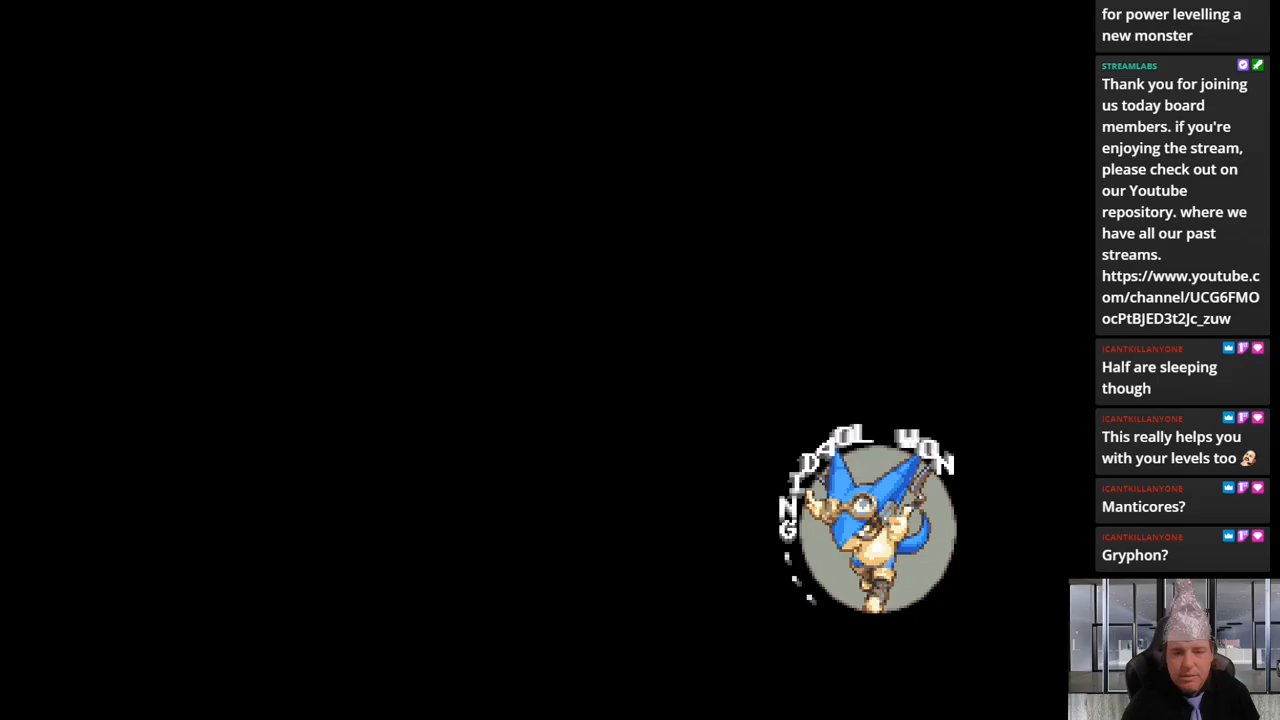 for power levelling a
new monster
STREAMLABS
Thank you for joining
us today board
members. if you're
enjoying the stream,
please check out on
our Youtube
repository. where we
have all our past
streams.
https://www.youtube.c
om/channel/UCG6FMO
ocPtBJED3t2Jc_zuw
ICANTKILLANYONE
Half are sleeping
though
ICANTKILLANYONE
This really helps you
with your levels too
ICANTKILLANYONE
Manticores?
ICANTKILLANYONE
Gryphon?
NOW LOADING...